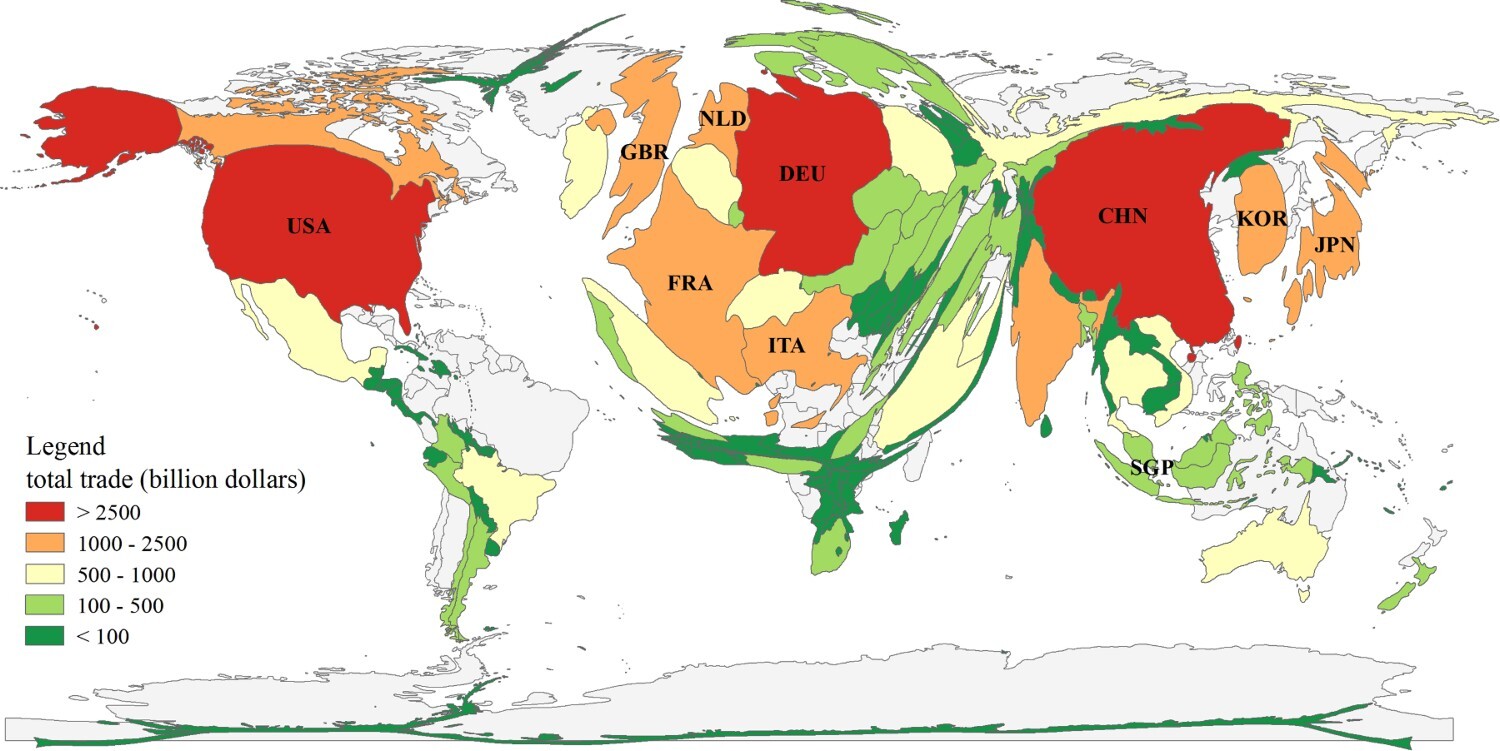 NLD
GBR
DEU
USA
CHN
KOR
JPN
FRA
ITA
SGP
Legend
total trade (billion dollars)
> 2500
1000 - 2500
500 - 1000
100 - 500
< 100